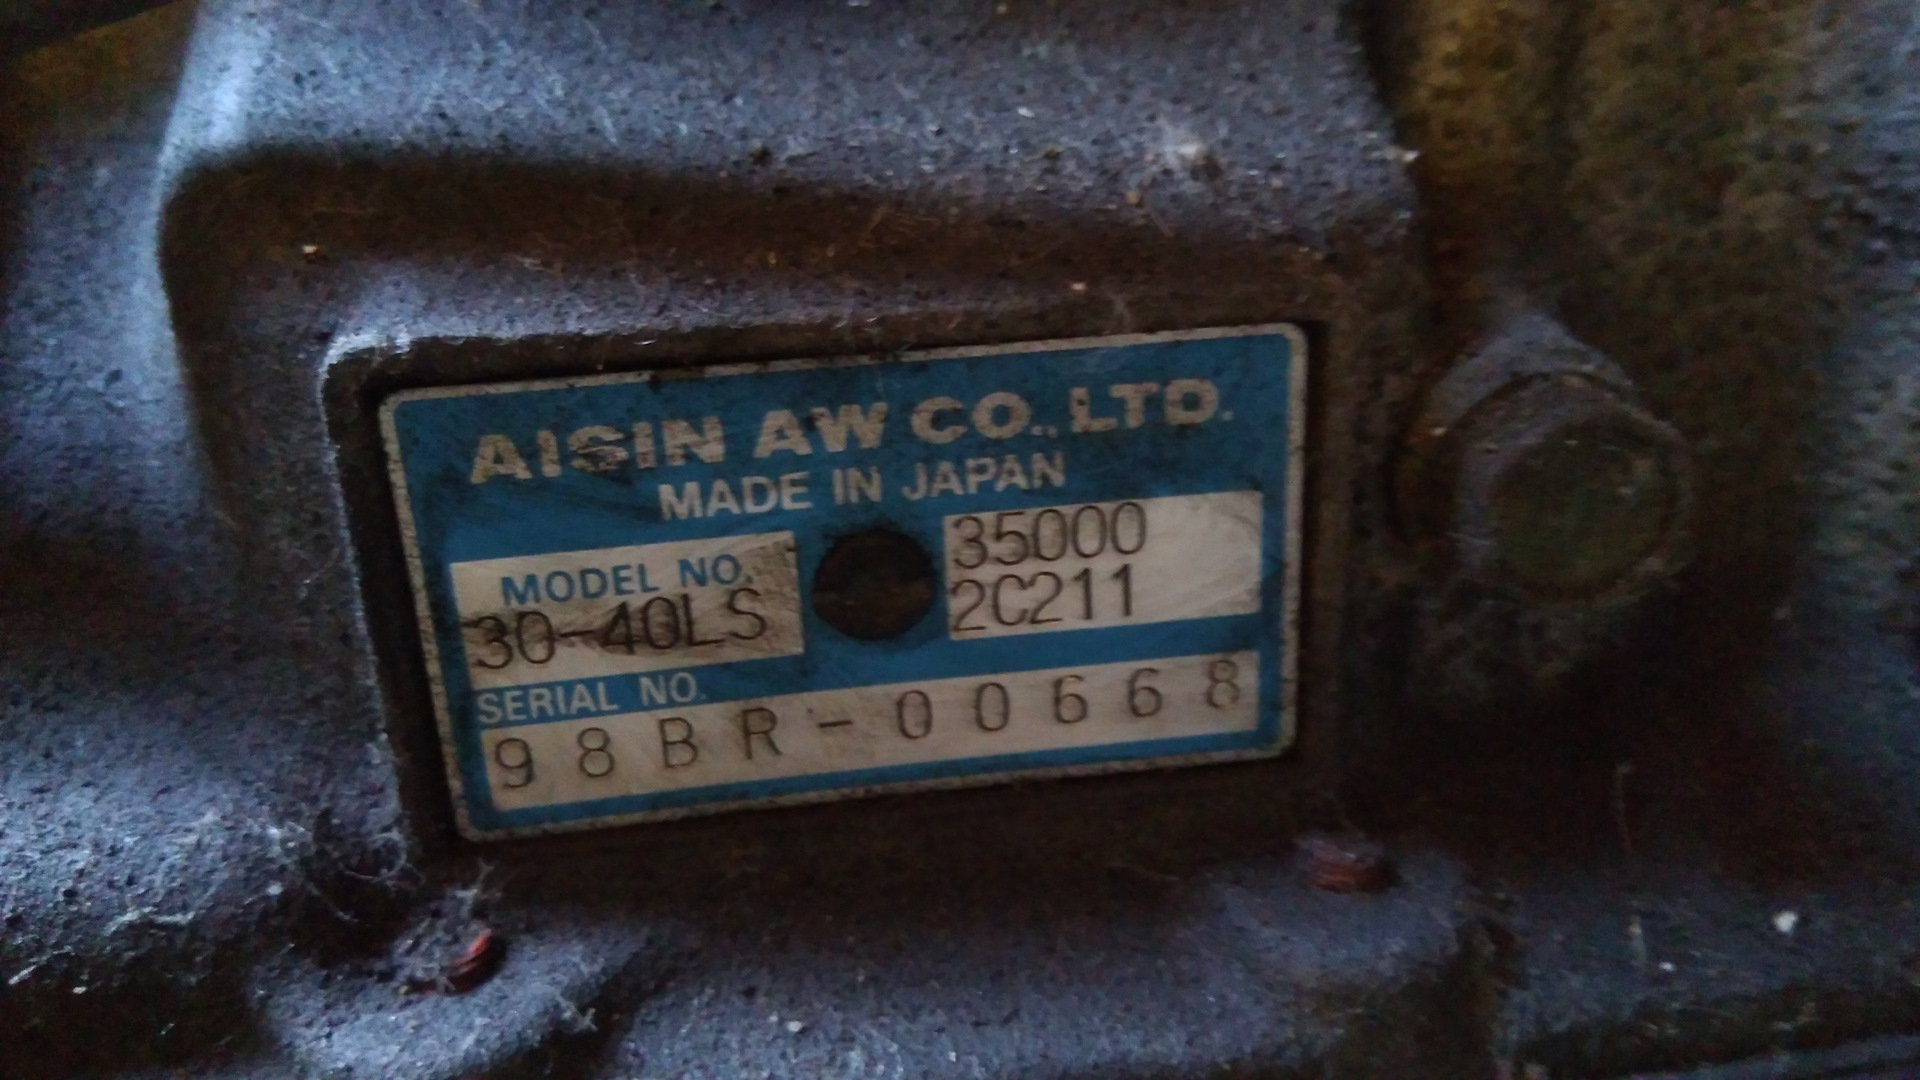 AISIN AW CO., LTD.
MADE IN JAPAN
MODEL NO.
30-40LS
35000
2C211
SERIAL NO.
98BR-00668